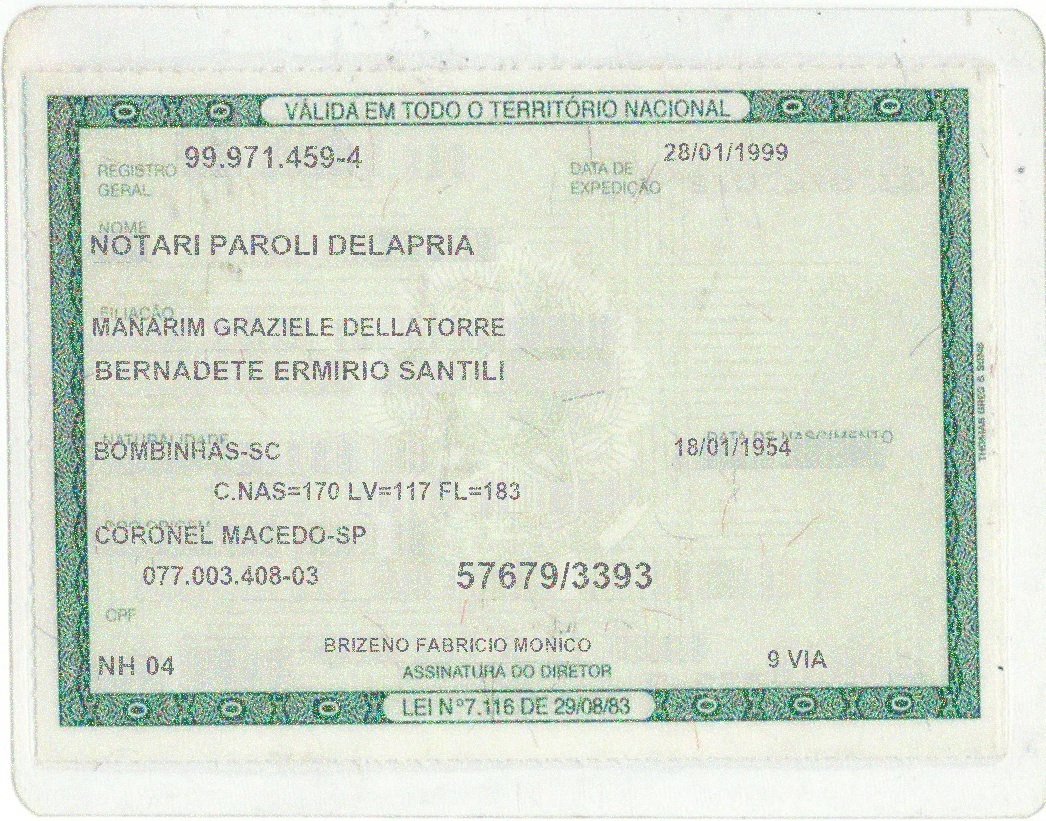 VÁLIDA EM TODO O TERRITÓRIO NACIONAL
REGISTRO GERAL 99.971.459-4
DATA DE EXPEDIÇÃO 28/01/1999
NOME
NOTARI PAROLI DELAPRIA
FILIAÇÃO
MANARIM GRAZIELE DELLATORRE
BERNADETE ERMIRIO SANTILI
NATURALIDADE DATA DE NASCIMENTO
BOMBINHAS-SC 18/01/1954
C.NAS=170 LV=117 FL=183
DOC ORIGEM
CORONEL MACEDO-SP
077.003.408-03 57679/3393
CPF
BRIZENO FABRICIO MONICO
NH 04 ASSINATURA DO DIRETOR 9 VIA
LEI Nº7.116 DE 29/08/83
THOMAS GREG & SONS